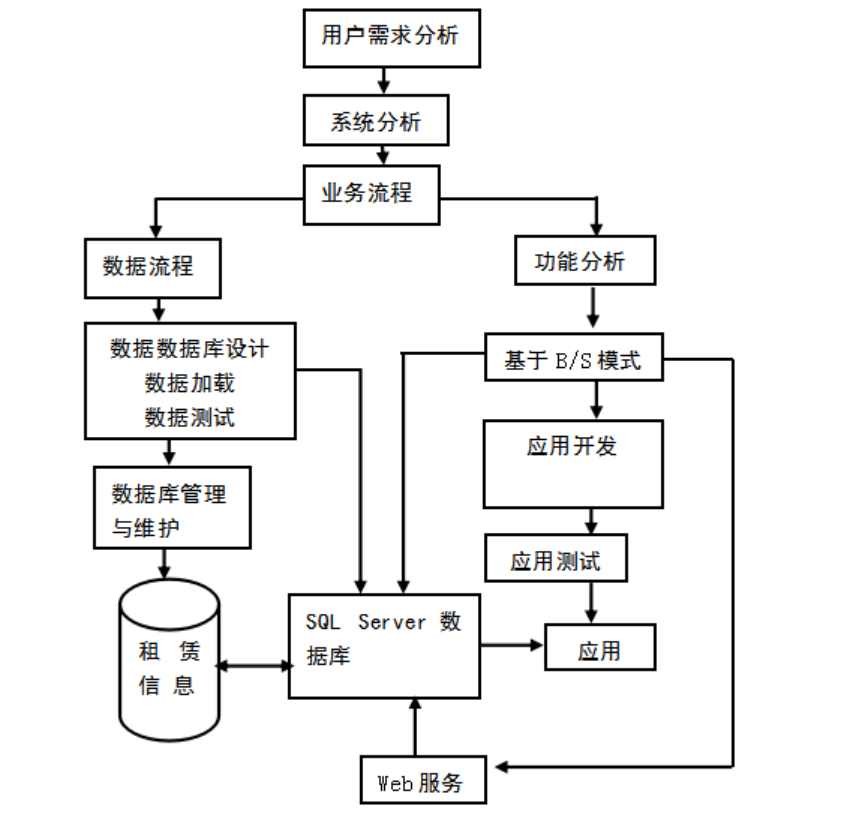 用户需求分析
系统分析
业务流程
数据流程
功能分析
数据数据库设计
数据加载
数据测试
基于 B/S 模式
应用开发
数据库管理
与维护
应用测试
SQL Server 数
据库
租 赁
信 息
应用
Web 服务